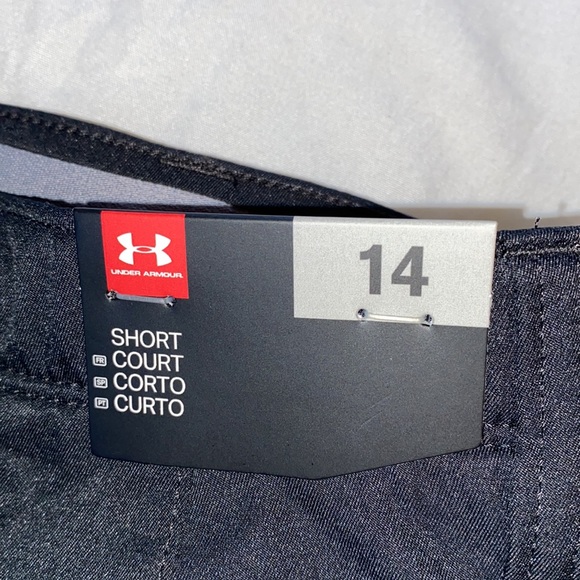 UNDER ARMOUR
14
SHORT
FR COURT
SP CORTO
PT CURTO